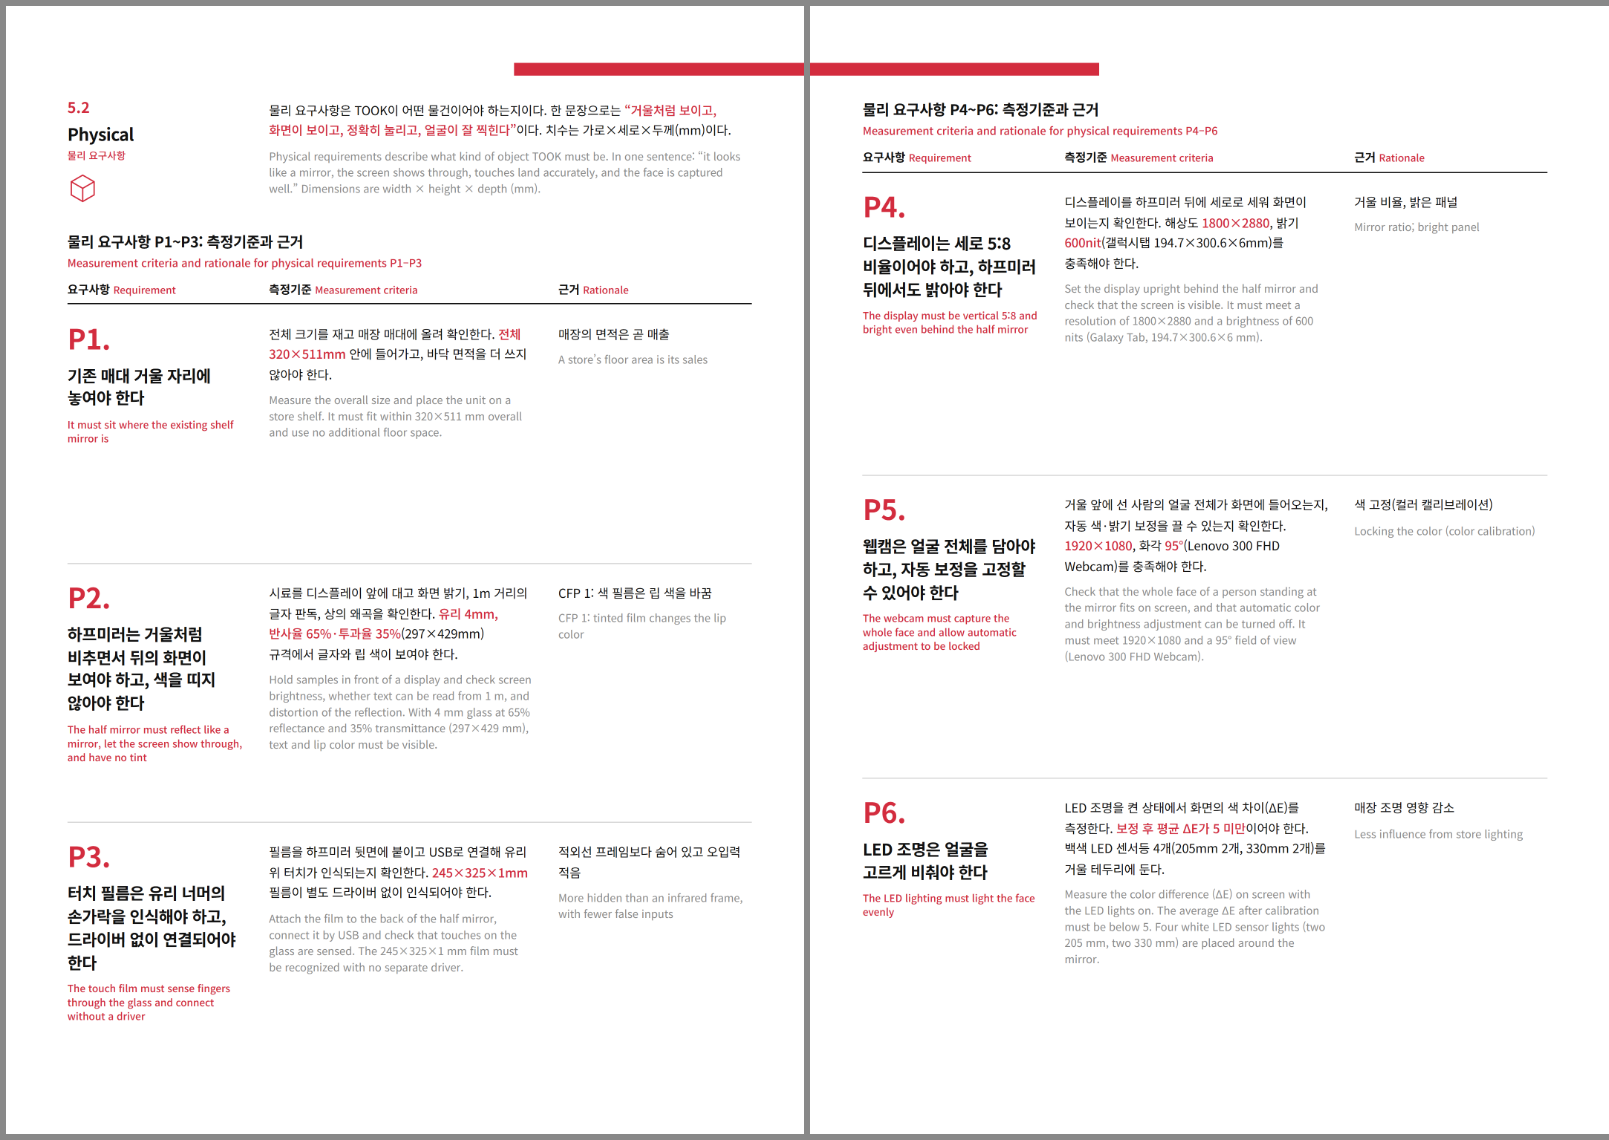 5.2
Physical
물리 요구사항
물리 요구사항은 TOOK이 어떤 물건이어야 하는지이다. 한 문장으로는 “거울처럼 보이고,
화면이 보이고, 정확히 눌리고, 얼굴이 잘 찍힌다”이다. 치수는 가로×세로×두께(mm)이다.
Physical requirements describe what kind of object TOOK must be. In one sentence: “it looks
like a mirror, the screen shows through, touches land accurately, and the face is captured
well.” Dimensions are width × height × depth (mm).
물리 요구사항 P1~P3: 측정기준과 근거
Measurement criteria and rationale for physical requirements P1–P3
요구사항 Requirement
측정기준 Measurement criteria
근거 Rationale
P1.
기존 매대 거울 자리에
놓여야 한다
It must sit where the existing shelf
mirror is
전체 크기를 재고 매장 매대에 올려 확인한다. 전체
320×511mm 안에 들어가고, 바닥 면적을 더 쓰지
않아야 한다.
Measure the overall size and place the unit on a
store shelf. It must fit within 320×511 mm overall
and use no additional floor space.
매장의 면적은 곧 매출
A store’s floor area is its sales
P2.
하프미러는 거울처럼
비추면서 뒤의 화면이
보여야 하고, 색을 띠지
않아야 한다
The half mirror must reflect like a
mirror, let the screen show through,
and have no tint
시료를 디스플레이 앞에 대고 화면 밝기, 1m 거리의
글자 판독, 상의 왜곡을 확인한다. 유리 4mm,
반사율 65%·투과율 35%(297×429mm)
규격에서 글자와 립 색이 보여야 한다.
Hold samples in front of a display and check screen
brightness, whether text can be read from 1 m, and
distortion of the reflection. With 4 mm glass at 65%
reflectance and 35% transmittance (297×429 mm),
text and lip color must be visible.
CFP 1: 색 필름은 립 색을 바꿈
CFP 1: tinted film changes the lip
color
P3.
터치 필름은 유리 너머의
손가락을 인식해야 하고,
드라이버 없이 연결되어야
한다
The touch film must sense fingers
through the glass and connect
without a driver
필름을 하프미러 뒷면에 붙이고 USB로 연결해 유리
위 터치가 인식되는지 확인한다. 245×325×1mm
필름이 별도 드라이버 없이 인식되어야 한다.
Attach the film to the back of the half mirror,
connect it by USB and check that touches on the
glass are sensed. The 245×325×1 mm film must
be recognized with no separate driver.
적외선 프레임보다 숨어 있고 오입력
적음
More hidden than an infrared frame,
with fewer false inputs
물리 요구사항 P4~P6: 측정기준과 근거
Measurement criteria and rationale for physical requirements P4–P6
요구사항 Requirement
측정기준 Measurement criteria
근거 Rationale
P4.
디스플레이는 세로 5:8
비율이어야 하고, 하프미러
뒤에서도 밝아야 한다
The display must be vertical 5:8 and
bright even behind the half mirror
디스플레이를 하프미러 뒤에 세로로 세워 화면이
보이는지 확인한다. 해상도 1800×2880, 밝기
600nit(갤럭시탭 194.7×300.6×6mm)를
충족해야 한다.
Set the display upright behind the half mirror and
check that the screen is visible. It must meet a
resolution of 1800×2880 and a brightness of 600
nits (Galaxy Tab, 194.7×300.6×6 mm).
거울 비율, 밝은 패널
Mirror ratio; bright panel
P5.
웹캠은 얼굴 전체를 담아야
하고, 자동 보정을 고정할
수 있어야 한다
The webcam must capture the
whole face and allow automatic
adjustment to be locked
거울 앞에 선 사람의 얼굴 전체가 화면에 들어오는지,
자동 색·밝기 보정을 끌 수 있는지 확인한다.
1920×1080, 화각 95°(Lenovo 300 FHD
Webcam)를 충족해야 한다.
Check that the whole face of a person standing at
the mirror fits on screen, and that automatic color
and brightness adjustment can be turned off. It
must meet 1920×1080 and a 95° field of view
(Lenovo 300 FHD Webcam).
색 고정(컬러 캘리브레이션)
Locking the color (color calibration)
P6.
LED 조명은 얼굴을
고르게 비춰야 한다
The LED lighting must light the face
evenly
LED 조명을 켠 상태에서 화면의 색 차이(ΔE)를
측정한다. 보정 후 평균 ΔE가 5 미만이어야 한다.
백색 LED 센서등 4개(205mm 2개, 330mm 2개)를
거울 테두리에 둔다.
Measure the color difference (ΔE) on screen with
the LED lights on. The average ΔE after calibration
must be below 5. Four white LED sensor lights (two
205 mm, two 330 mm) are placed around the
mirror.
매장 조명 영향 감소
Less influence from store lighting